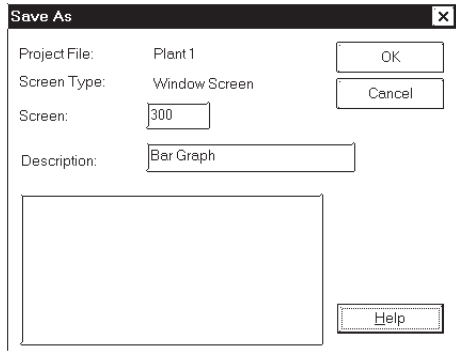 Save As
Project File: Plant 1
OK
Screen Type: Window Screen
Cancel
Screen: 300
Description: Bar Graph
Help